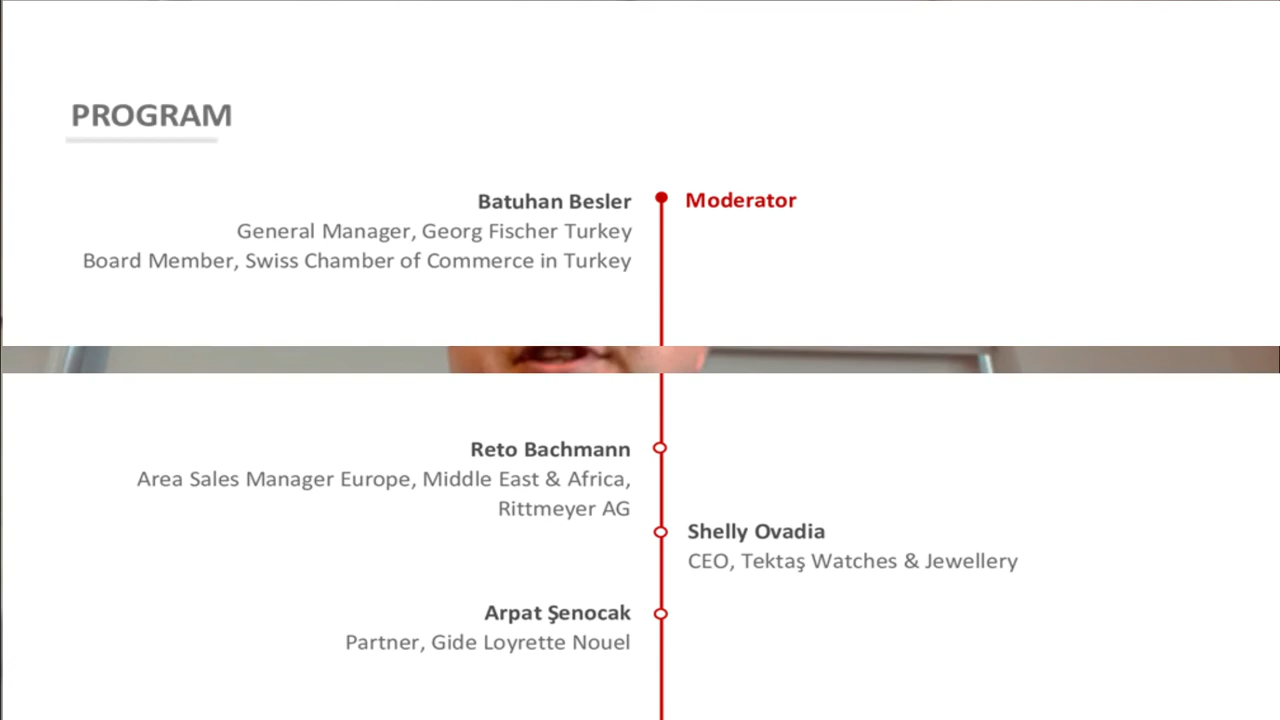 PROGRAM
Batuhan Besler
Moderator
General Manager, Georg Fischer Turkey
Board Member, Swiss Chamber of Commerce in Turkey
Reto Bachmann
Area Sales Manager Europe, Middle East & Africa,
Rittmeyer AG
Shelly Ovadia
CEO, Tektaş Watches & Jewellery
Arpat Şenocak
Partner, Gide Loyrette Nouel